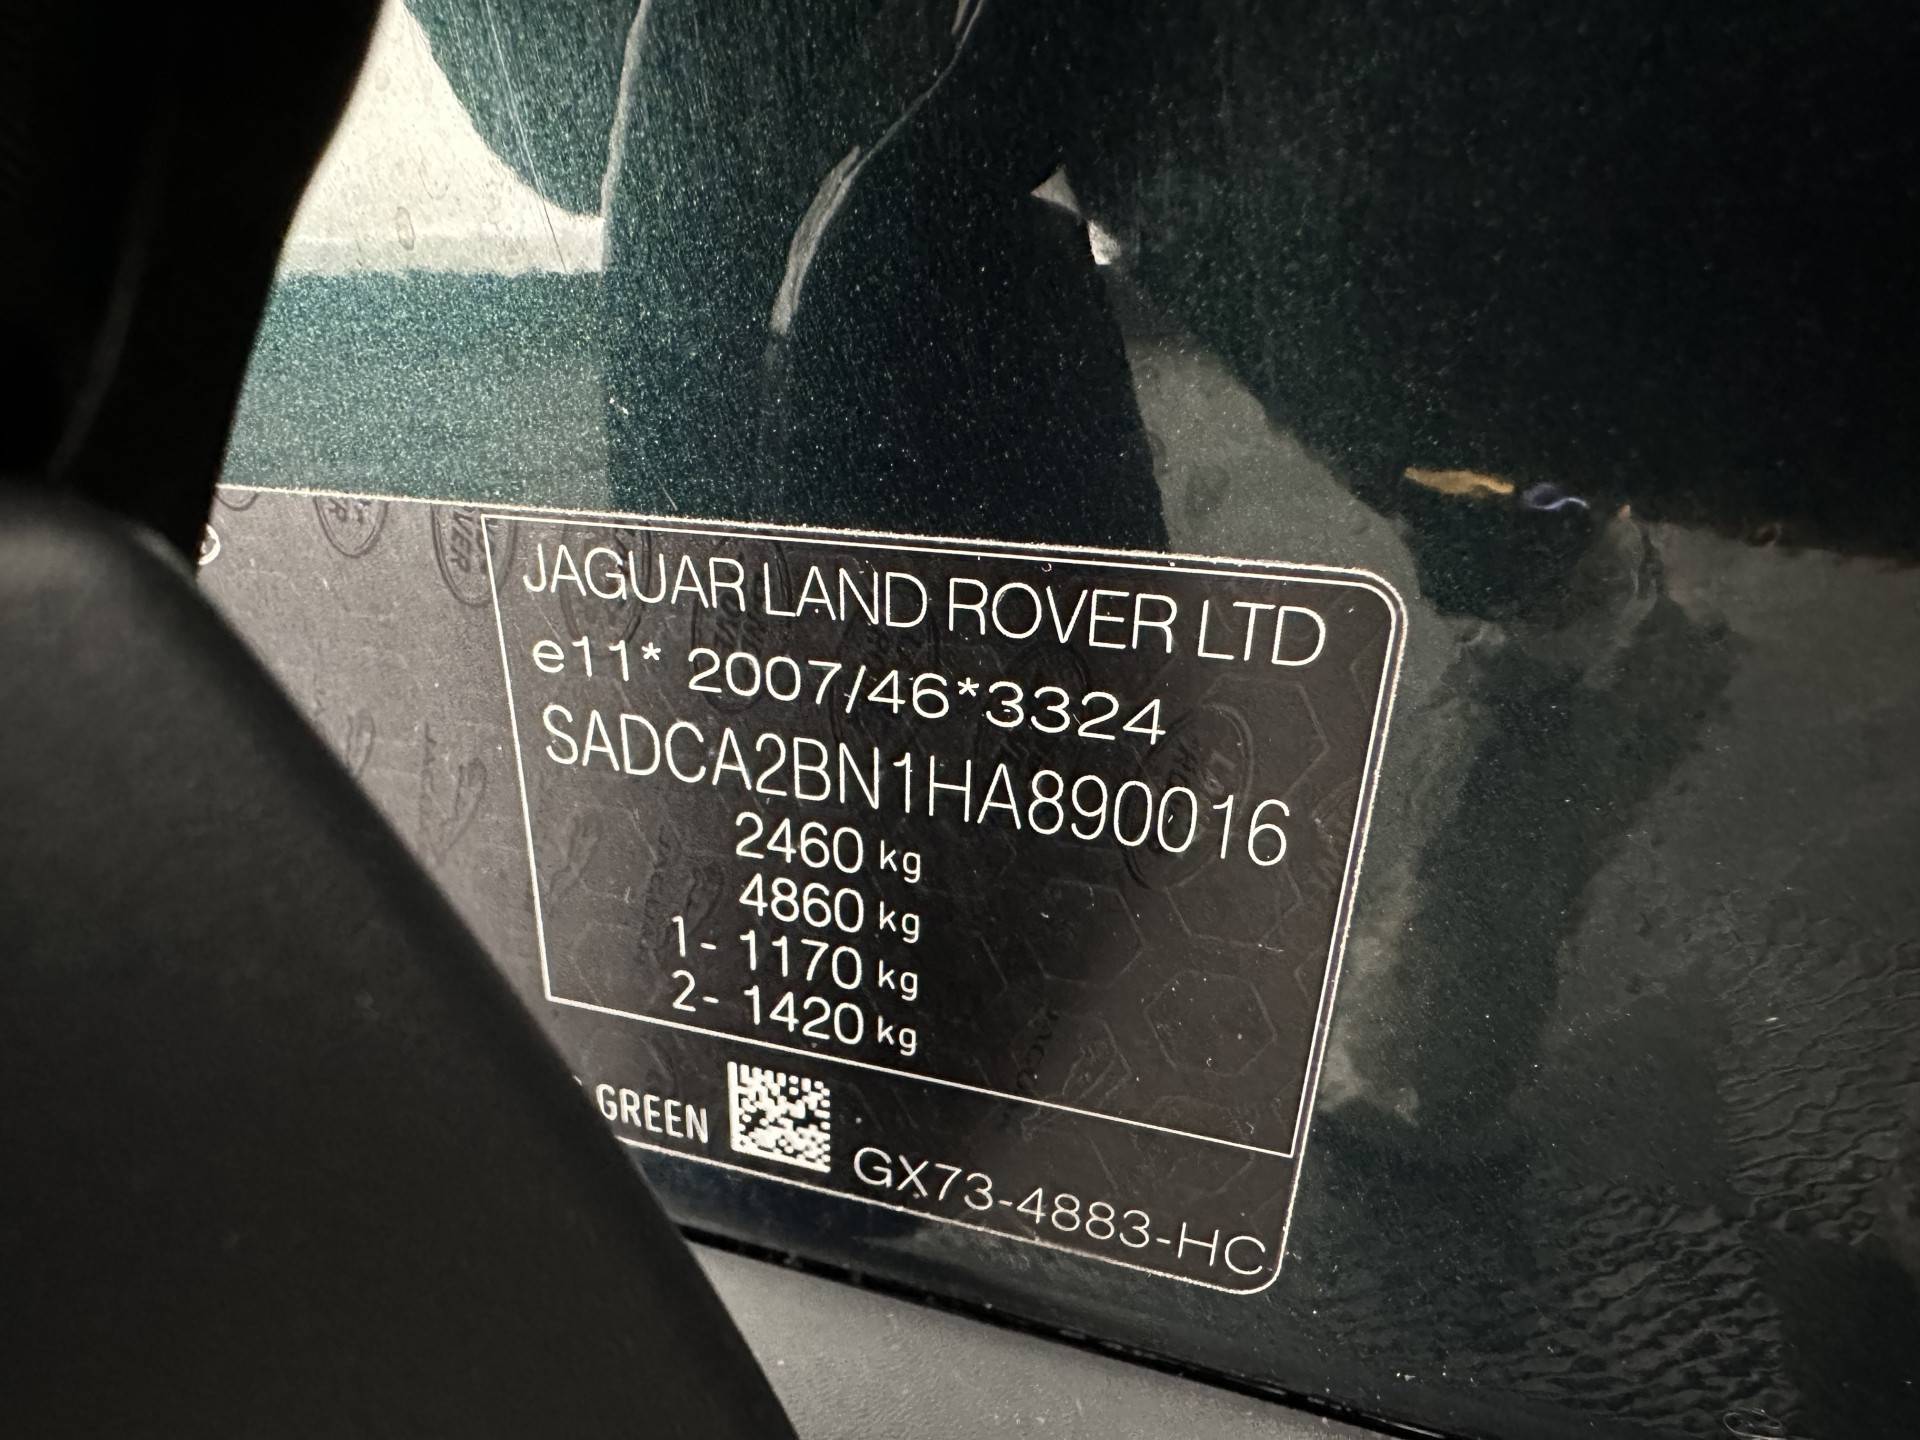 JAGUAR LAND ROVER LTD
e11* 2007/46*3324
SADCA2BN1HA890016
2460 kg
4860 kg
1- 1170 kg
2- 1420 kg
GREEN
GX73-4883-HC